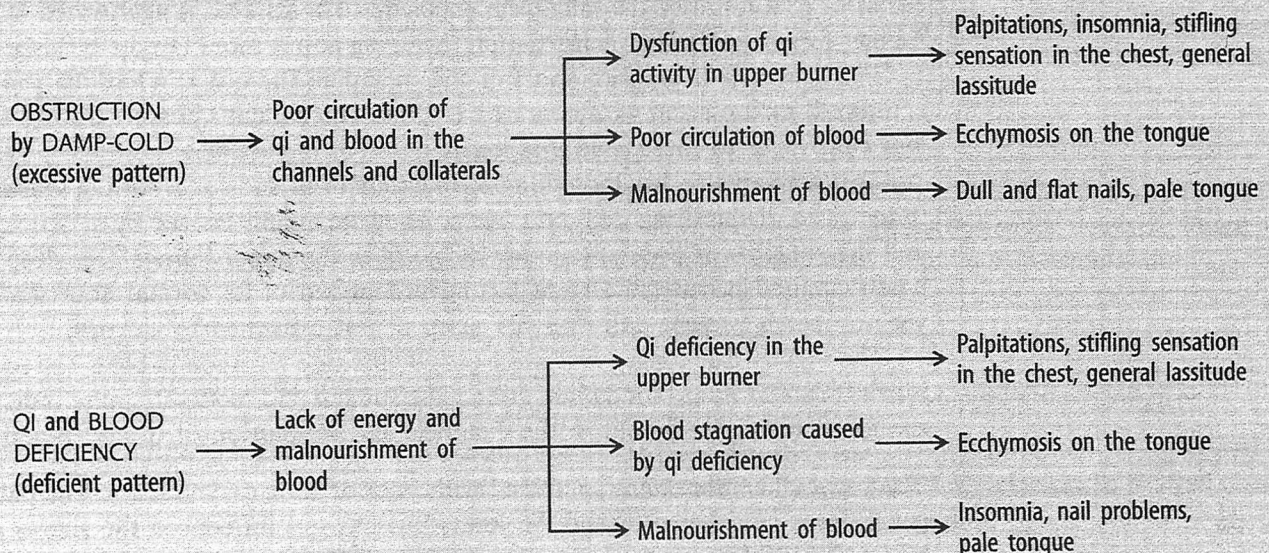 OBSTRUCTION
by DAMP-COLD
(excessive pattern)
Poor circulation of
qi and blood in the
channels and collaterals
Dysfunction of qi
activity in upper burner
Palpitations, insomnia, stifling
sensation in the chest, general
lassitude
Poor circulation of blood
Ecchymosis on the tongue
Malnourishment of blood
Dull and flat nails, pale tongue
QI and BLOOD
DEFICIENCY
(deficient pattern)
Lack of energy and
malnourishment of
blood
Qi deficiency in the
upper burner
Palpitations, stifling sensation
in the chest, general lassitude
Blood stagnation caused
by qi deficiency
Ecchymosis on the tongue
Malnourishment of blood
Insomnia, nail problems,
pale tongue